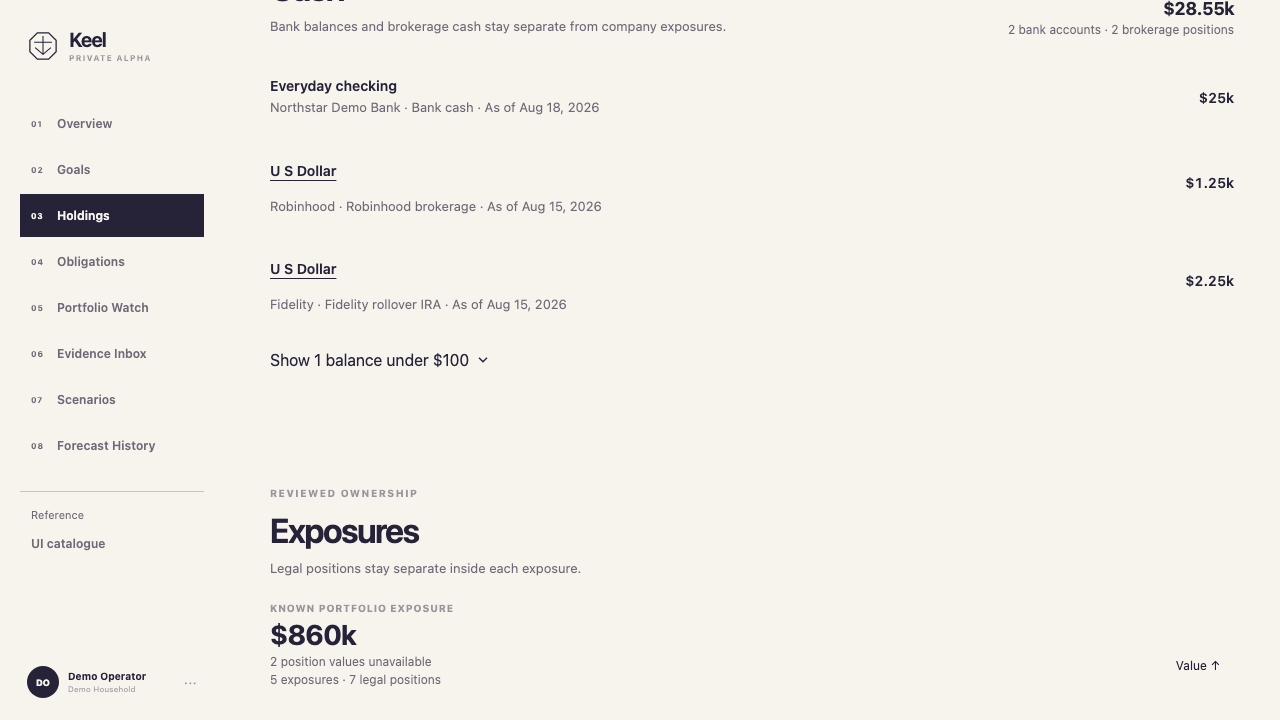 Keel
PRIVATE ALPHA
01 Overview
02 Goals
03 Holdings
04 Obligations
05 Portfolio Watch
06 Evidence Inbox
07 Scenarios
08 Forecast History
Reference
UI catalogue
DO
Demo Operator
Demo Household
...
$28.55k
Bank balances and brokerage cash stay separate from company exposures.
2 bank accounts · 2 brokerage positions
Everyday checking
Northstar Demo Bank · Bank cash · As of Aug 18, 2026
$25k
U S Dollar
Robinhood · Robinhood brokerage · As of Aug 15, 2026
$1.25k
U S Dollar
Fidelity · Fidelity rollover IRA · As of Aug 15, 2026
$2.25k
Show 1 balance under $100
REVIEWED OWNERSHIP
Exposures
Legal positions stay separate inside each exposure.
KNOWN PORTFOLIO EXPOSURE
$860k
2 position values unavailable
5 exposures · 7 legal positions
Value ↑